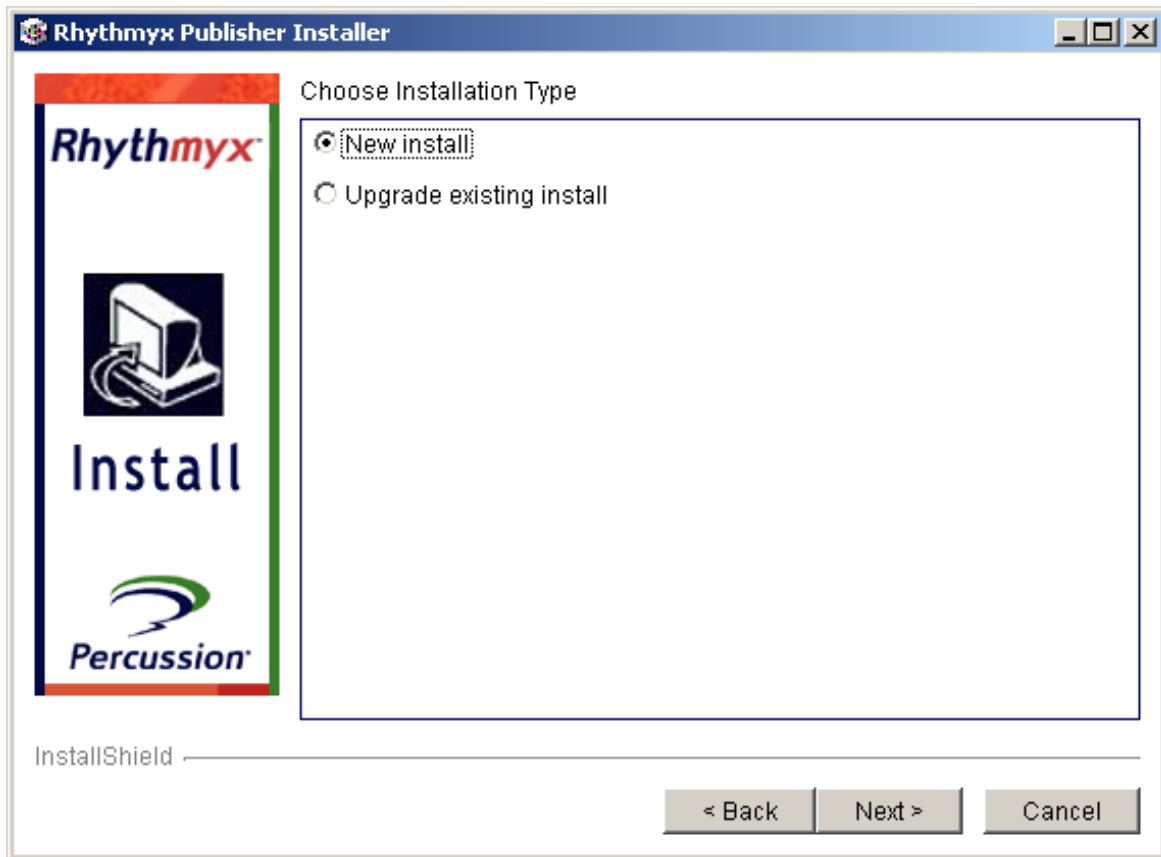 Rhythmyx Publisher Installer
Rhythmyx
Install
Percussion
Choose Installation Type
New install
Upgrade existing install
InstallShield
< Back
Next >
Cancel